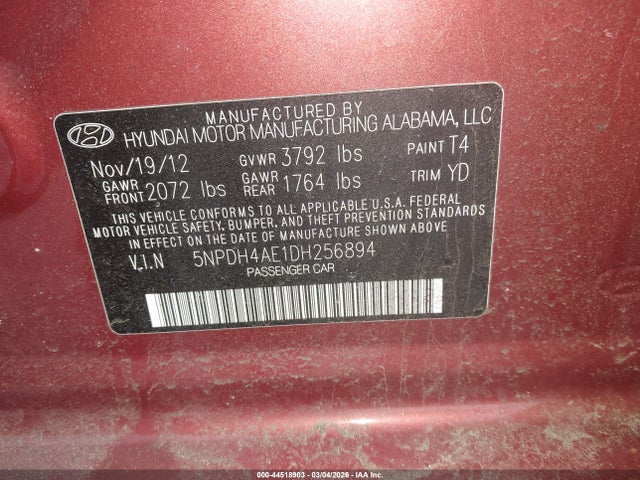 MANUFACTURED BY
HYUNDAI MOTOR MANUFACTURING ALABAMA, LLC
Nov/19/12 GVWR 3792 lbs PAINT T4
GAWR FRONT 2072 lbs GAWR REAR 1764 lbs TRIM YD
THIS VEHICLE CONFORMS TO ALL APPLICABLE U.S.A. FEDERAL
MOTOR VEHICLE SAFETY, BUMPER, AND THEFT PREVENTION STANDARDS
IN EFFECT ON THE DATE OF MANUFACTURE SHOWN ABOVE.
V.I.N 5NPDH4AE1DH256894
PASSENGER CAR
000-44518903 - 03/04/2026 - IAAI.COM